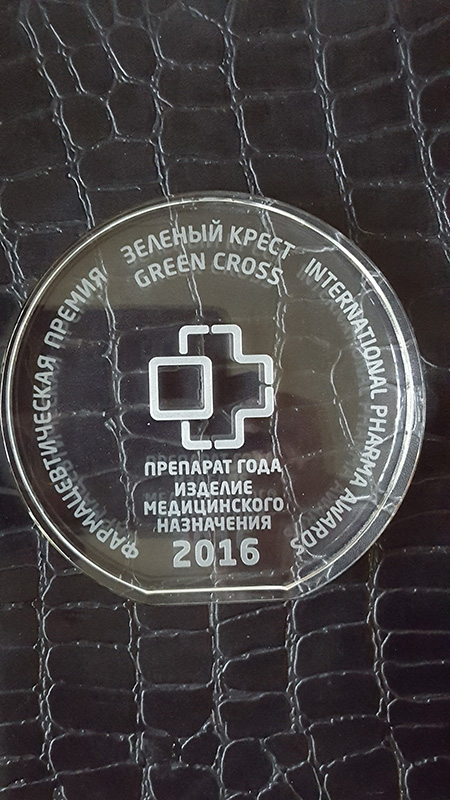 ФАРМАЦЕВТИЧЕСКАЯ ПРЕМИЯ
ЗЕЛЕНЫЙ КРЕСТ
GREEN CROSS
INTERNATIONAL PHARMA AWARDS
ПРЕПАРАТ ГОДА
ИЗДЕЛИЕ
МЕДИЦИНСКОГО
НАЗНАЧЕНИЯ
2016